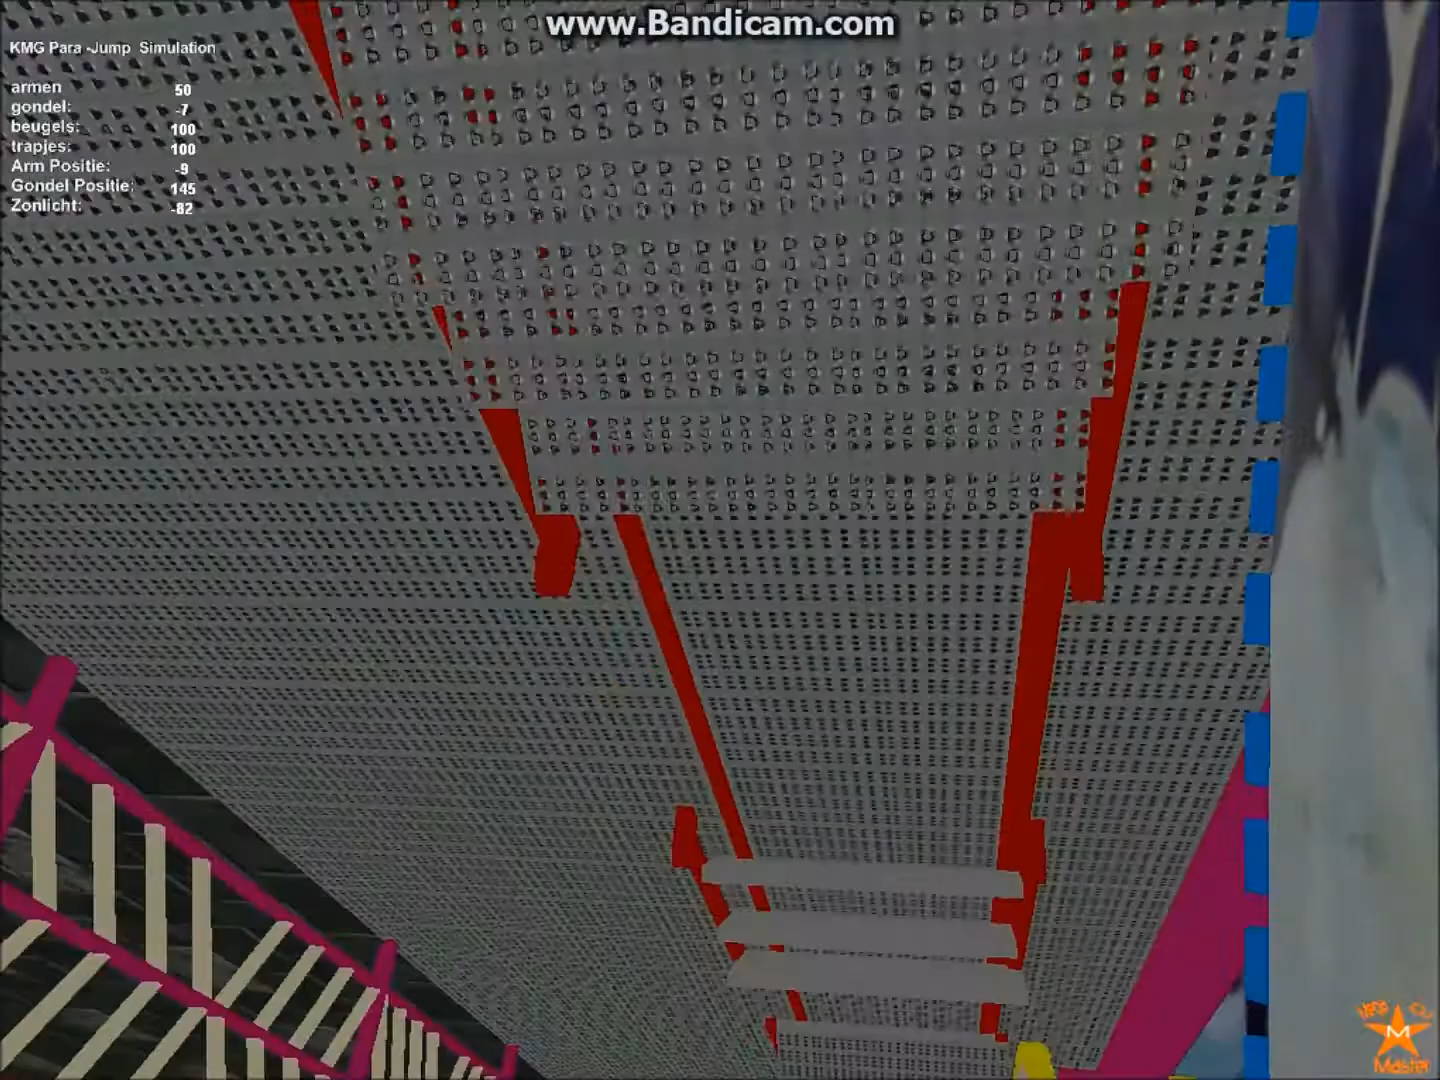 www.Bandicam.com
KMG Para -Jump Simulation
armen 50
gondel: -7
beugels: 100
trapjes: 100
Arm Positie: -9
Gondel Positie: 145
Zonlicht: -82
M
Master